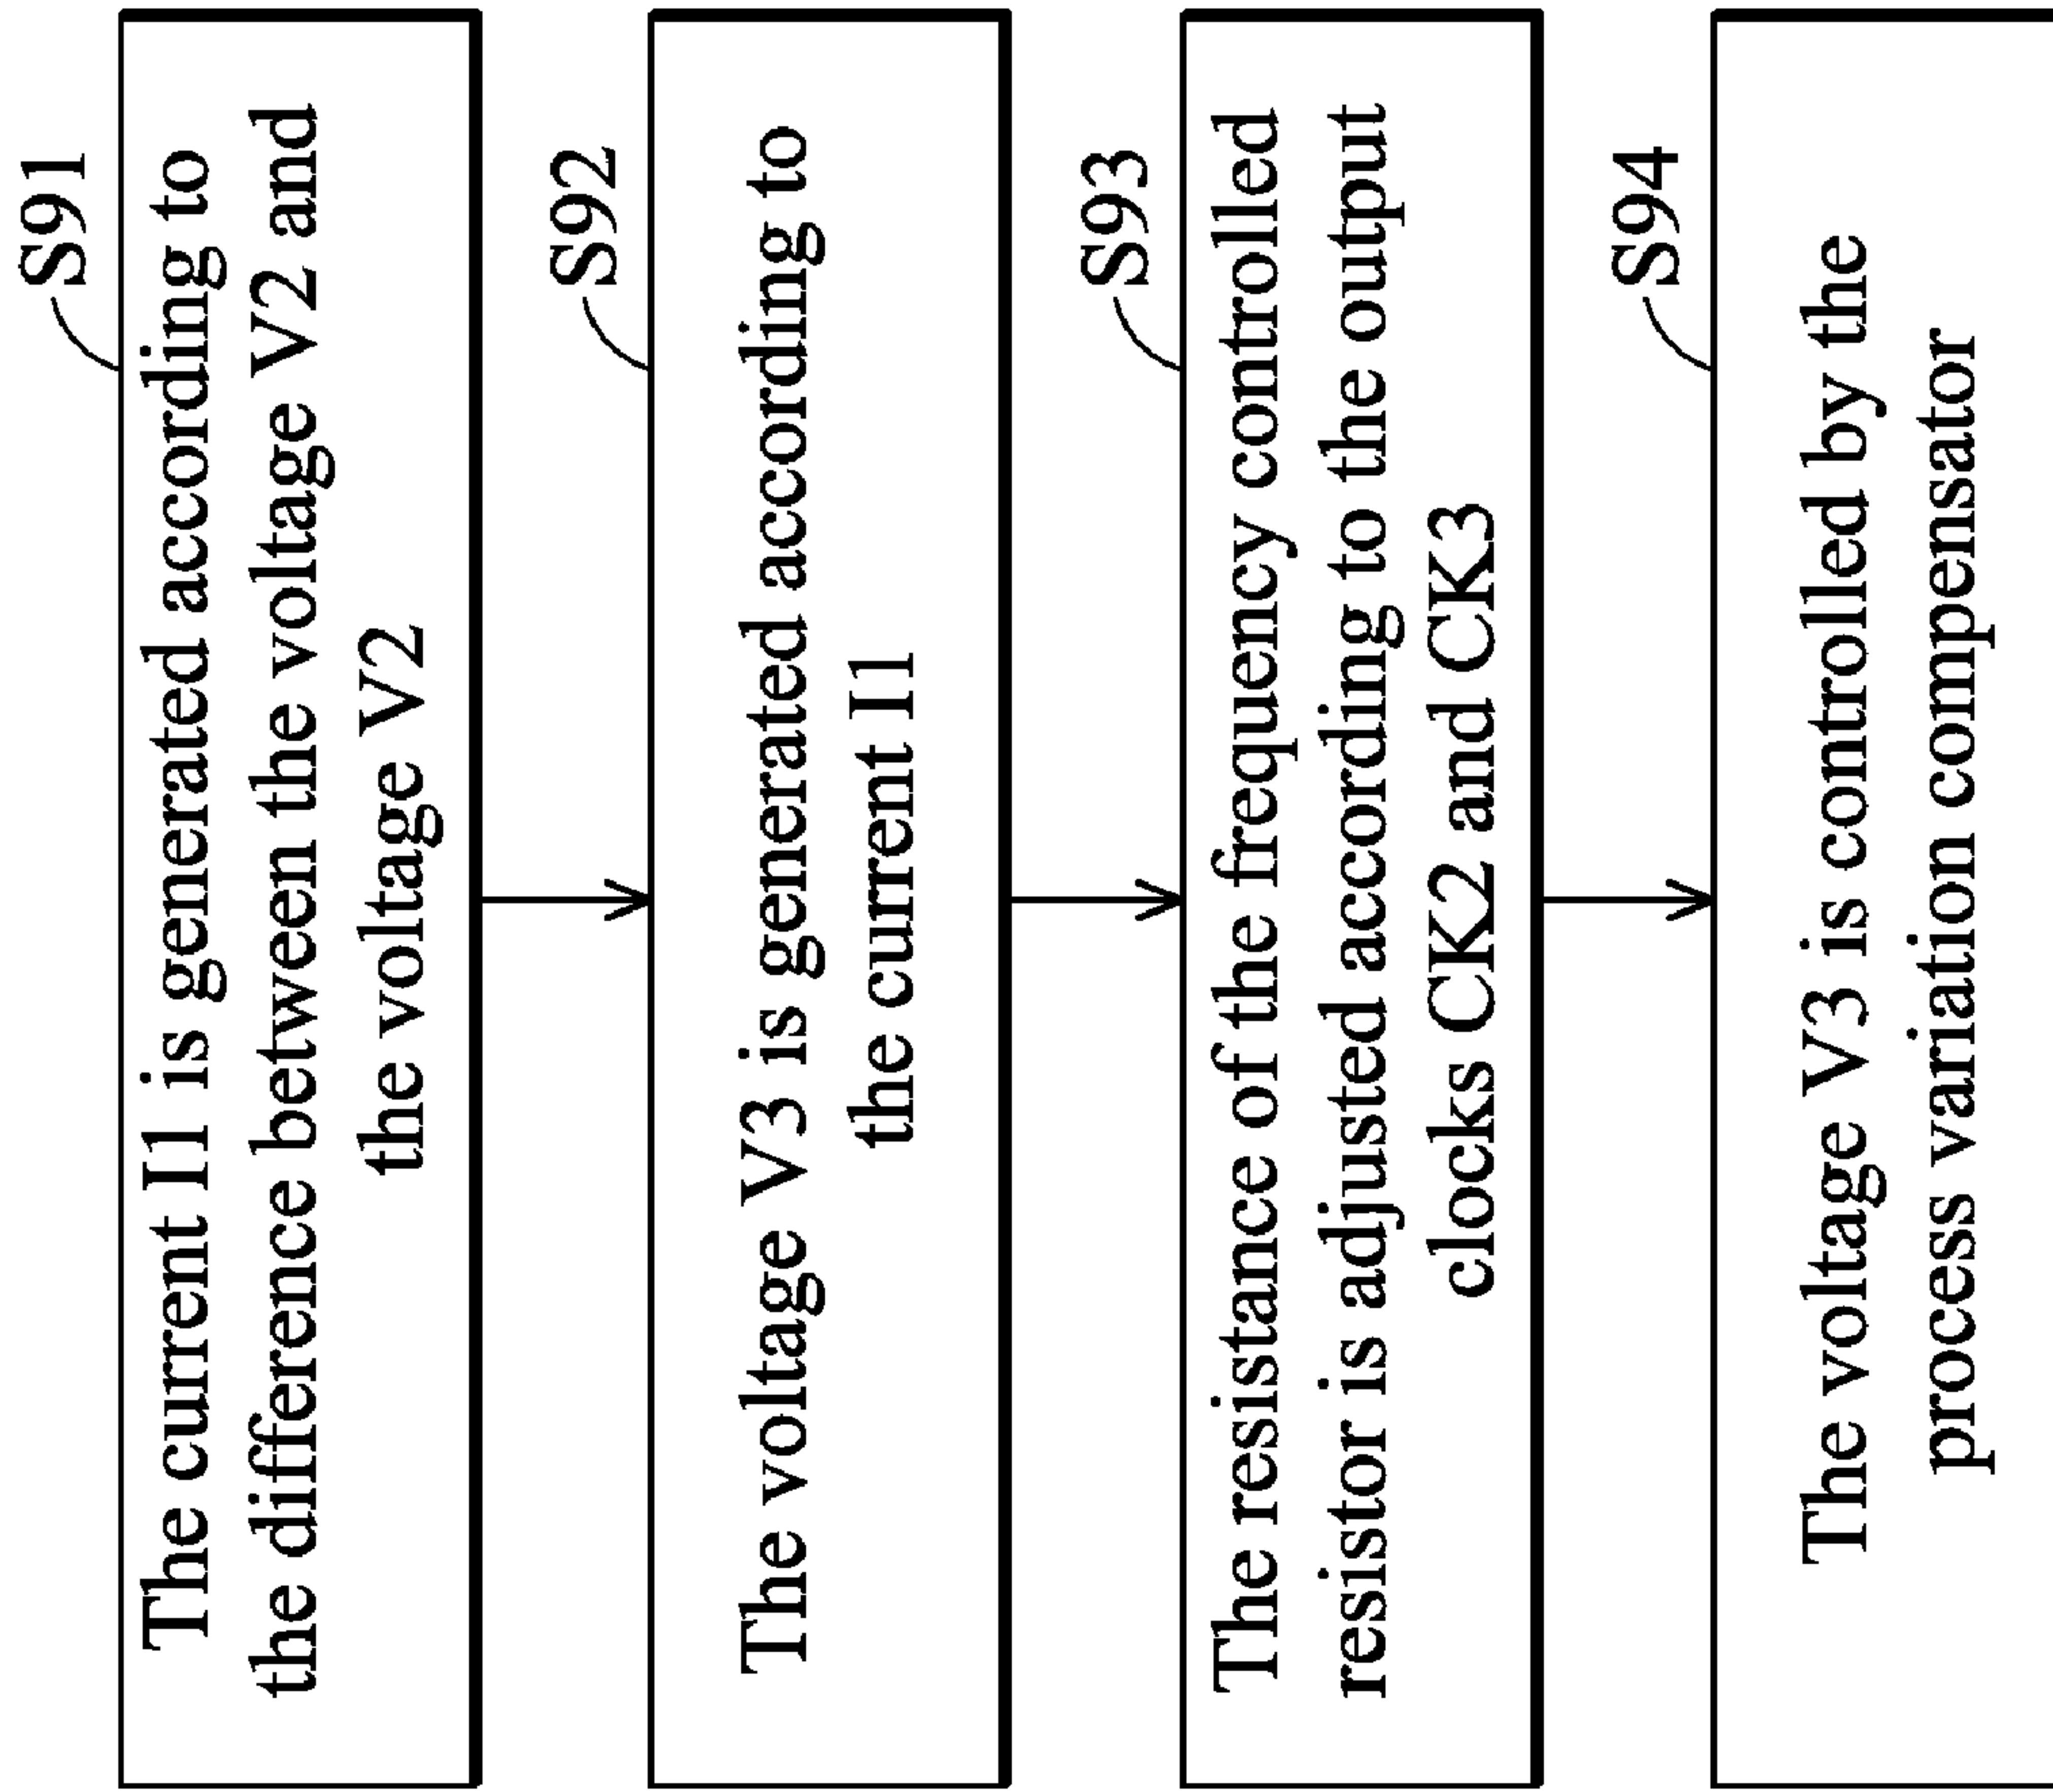 S91
The current I1 is generated according to
the difference between the voltage V2 and
the voltage V2
S92
The voltage V3 is generated according to
the current I1
S93
The resistance of the frequency controlled
resistor is adjusted according to the output
clocks CK2 and CK3
S94
The voltage V3 is controlled by the
process variation compensator